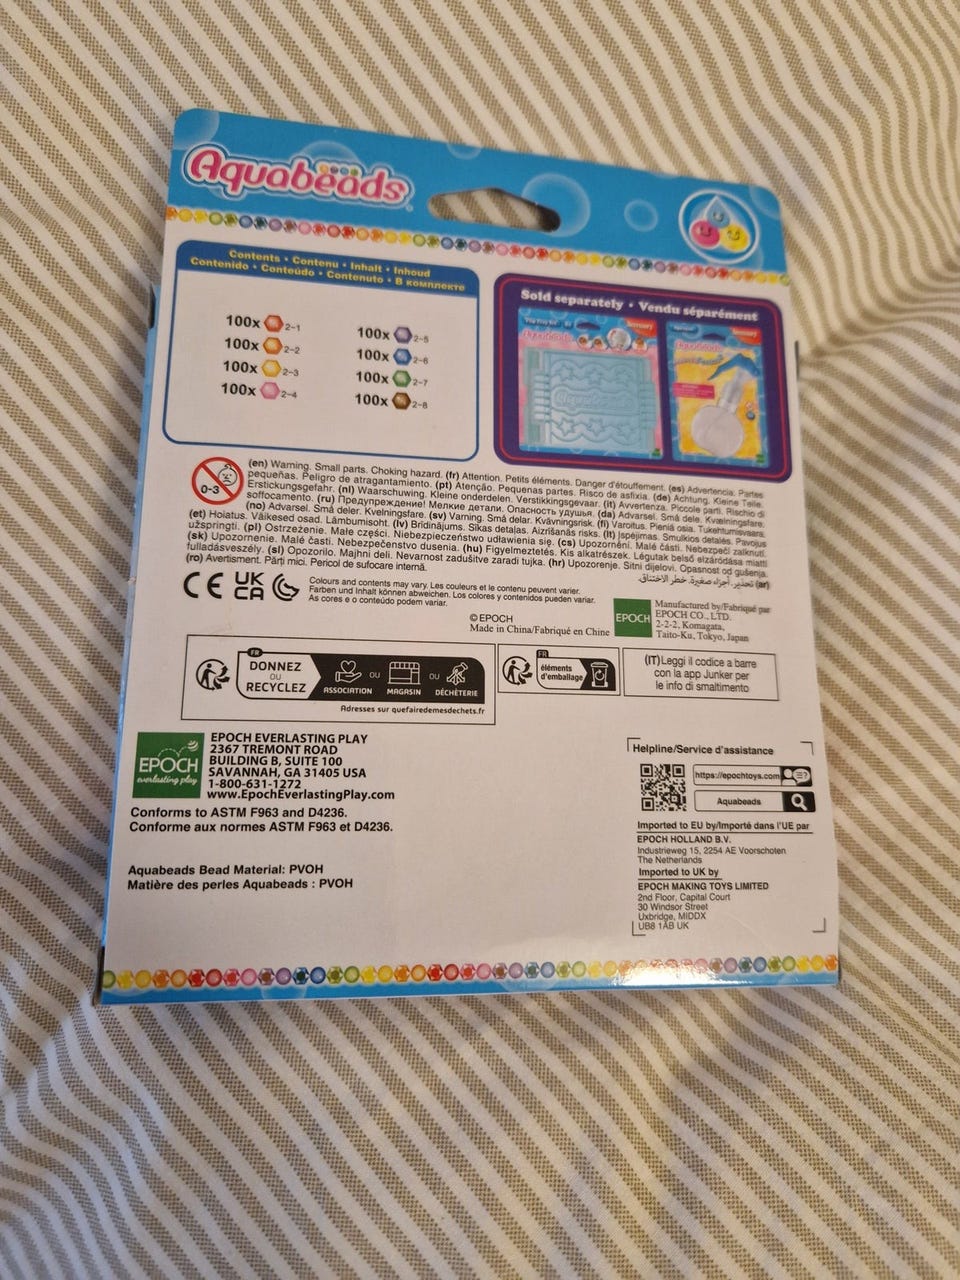 Aquabeads
Contents • Contenu • Inhalt • Inhoud
Contenido • Conteúdo • Contenuto • В комплекте
100x 2-1
100x 2-2
100x 2-3
100x 2-4
100x 2-5
100x 2-6
100x 2-7
100x 2-8
Sold separately • Vendu séparément
Aquabeads
0-3
(en) Warning. Small parts. Choking hazard. (fr) Attention. Petits éléments. Danger d'étouffement. (es) Advertencia. Partes
pequeñas. Peligro de atragantamiento. (pt) Atenção. Pequenas partes. Risco de asfixia. (de) Achtung. Kleine Teile.
Erstickungsgefahr. (nl) Waarschuwing. Kleine onderdelen. Verstikkingsgevaar. (it) Avvertenza. Piccole parti. Rischio di
soffocamento. (ru) Предупреждение! Мелкие детали. Опасность удушья. (da) Advarsel. Små dele. Kvælningsfare.
(no) Advarsel. Små deler. Kvelningsfare. (sv) Varning. Små delar. Kvävningsrisk. (fi) Varoitus. Pieniä osia. Tukehtumisvaara.
(et) Hoiatus. Väikesed osad. Lämbumisoht. (lv) Brīdinājums. Sīkas detaļas. Aizrīšanās risks. (lt) Įspėjimas. Smulkios detalės. Pavojus
užspringti. (pl) Ostrzeżenie. Małe części. Niebezpieczeństwo udławienia się. (cs) Upozornění. Malé části. Nebezpečí zalknutí.
(sk) Upozornenie. Malé časti. Nebezpečenstvo dusenia. (hu) Figyelmeztetés. Kis alkatrészek. Légutak belső elzáródása miatti
fulladásveszély. (sl) Opozorilo. Majhni deli. Nevarnost zadušitve zaradi tujka. (hr) Upozorenje. Sitni dijelovi. Opasnost od gušenja.
(ro) Avertisment. Părți mici. Pericol de sufocare internă.
(ar) تحذير. أجزاء صغيرة. خطر الاختناق.
CE UK CA
Colours and contents may vary. Les couleurs et le contenu peuvent varier.
Farben und Inhalt können abweichen. Los colores y contenidos pueden variar.
As cores e o conteúdo podem variar.
© EPOCH
Made in China/Fabriqué en Chine
EPOCH
Manufactured by/Fabriqué par
EPOCH CO., LTD.
2-2-2, Komagata,
Taito-Ku, Tokyo, Japan
FR
DONNEZ
OU
RECYCLEZ
ASSOCIATION
OU
MAGASIN
OU
DÉCHÈTERIE
Adresses sur quefairedemesdechets.fr
FR
éléments
d'emballage
(IT)Leggi il codice a barre
con la app Junker per
le info di smaltimento
EPOCH
everlasting play
EPOCH EVERLASTING PLAY
2367 TREMONT ROAD
BUILDING B, SUITE 100
SAVANNAH, GA 31405 USA
1-800-631-1272
www.EpochEverlastingPlay.com
Conforms to ASTM F963 and D4236.
Conforme aux normes ASTM F963 et D4236.
Aquabeads Bead Material: PVOH
Matière des perles Aquabeads : PVOH
Helpline/Service d'assistance
https://epochtoys.com
Aquabeads
Imported to EU by/Importé dans l'UE par
EPOCH HOLLAND B.V.
Industrieweg 15, 2254 AE Voorschoten
The Netherlands
Imported to UK by
EPOCH MAKING TOYS LIMITED
2nd Floor, Capital Court
30 Windsor Street
Uxbridge, MIDDX
UB8 1AB UK